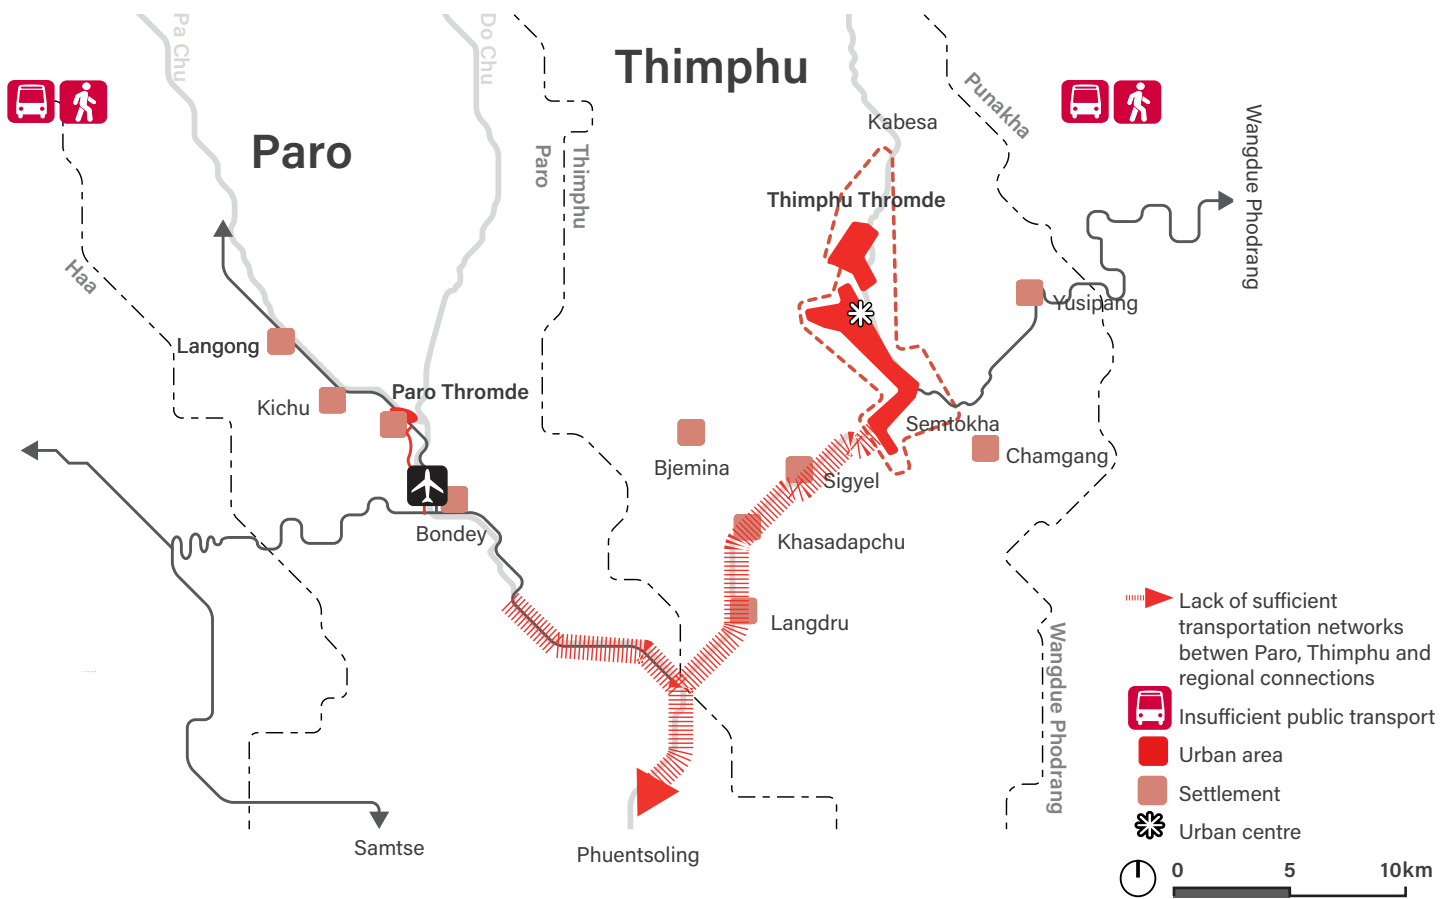 Pa Chu
Do Chu
Thimphu
Paro
Punakha
Kabesa
Wangdue Phodrang
Paro
Thimphu
Thimphu Thromde
Haa
Yusipang
Langong
Paro Thromde
Kichu
Semtokha
Bjemina
Chamgang
Sigyel
Bondey
Khasadapchu
Langdru
Wangdue Phodrang
Samtse
Phuentsoling
Lack of sufficient
transportation networks
betwen Paro, Thimphu and
regional connections
Insufficient public transport
Urban area
Settlement
Urban centre
0 5 10km